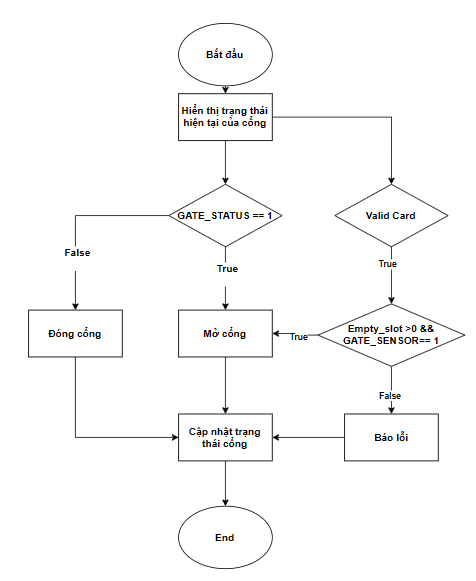 Bắt đầu
Hiển thị trạng thái
hiện tại của cổng
GATE_STATUS == 1
Valid Card
False
True
True
Đóng cổng
Mở cổng
True
Empty_slot >0 &&
GATE_SENSOR== 1
False
Cập nhật trạng
thái cổng
Báo lỗi
End